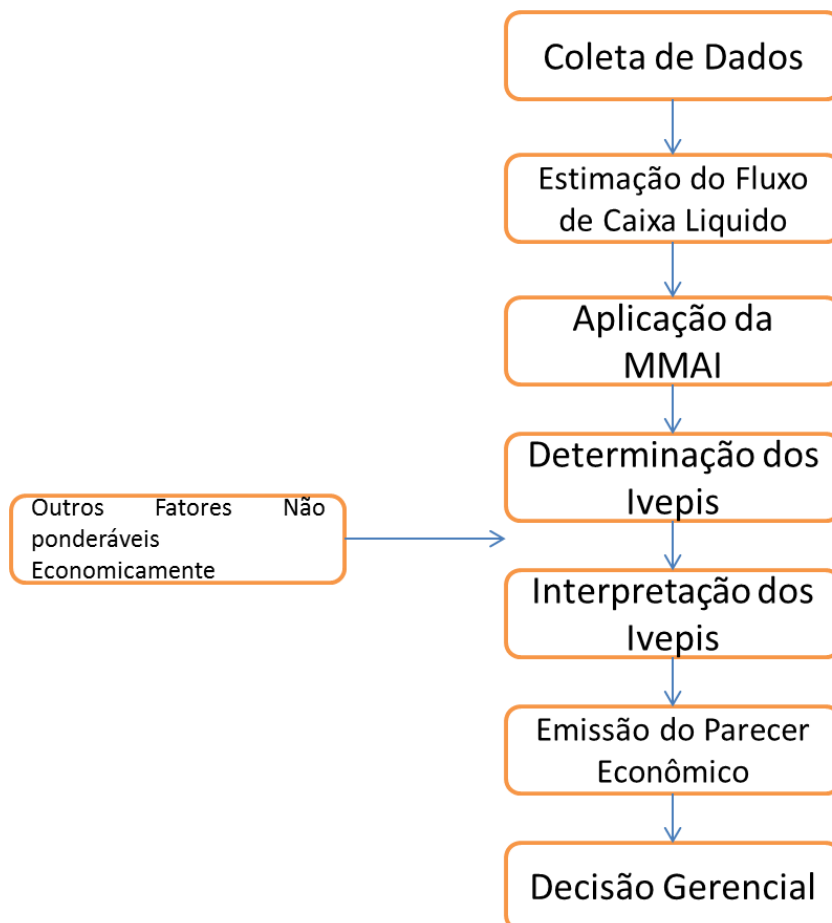 Coleta de Dados
Estimação do Fluxo
de Caixa Liquido
Aplicação da
MMAI
Determinação dos
Ivepis
Outros Fatores Não
ponderáveis
Economicamente
Interpretação dos
Ivepis
Emissão do Parecer
Econômico
Decisão Gerencial